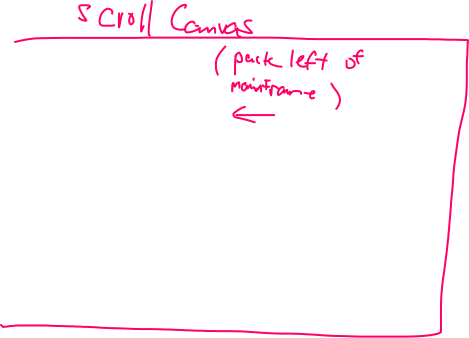 Scroll Canvas
(pack left of
mainframe)